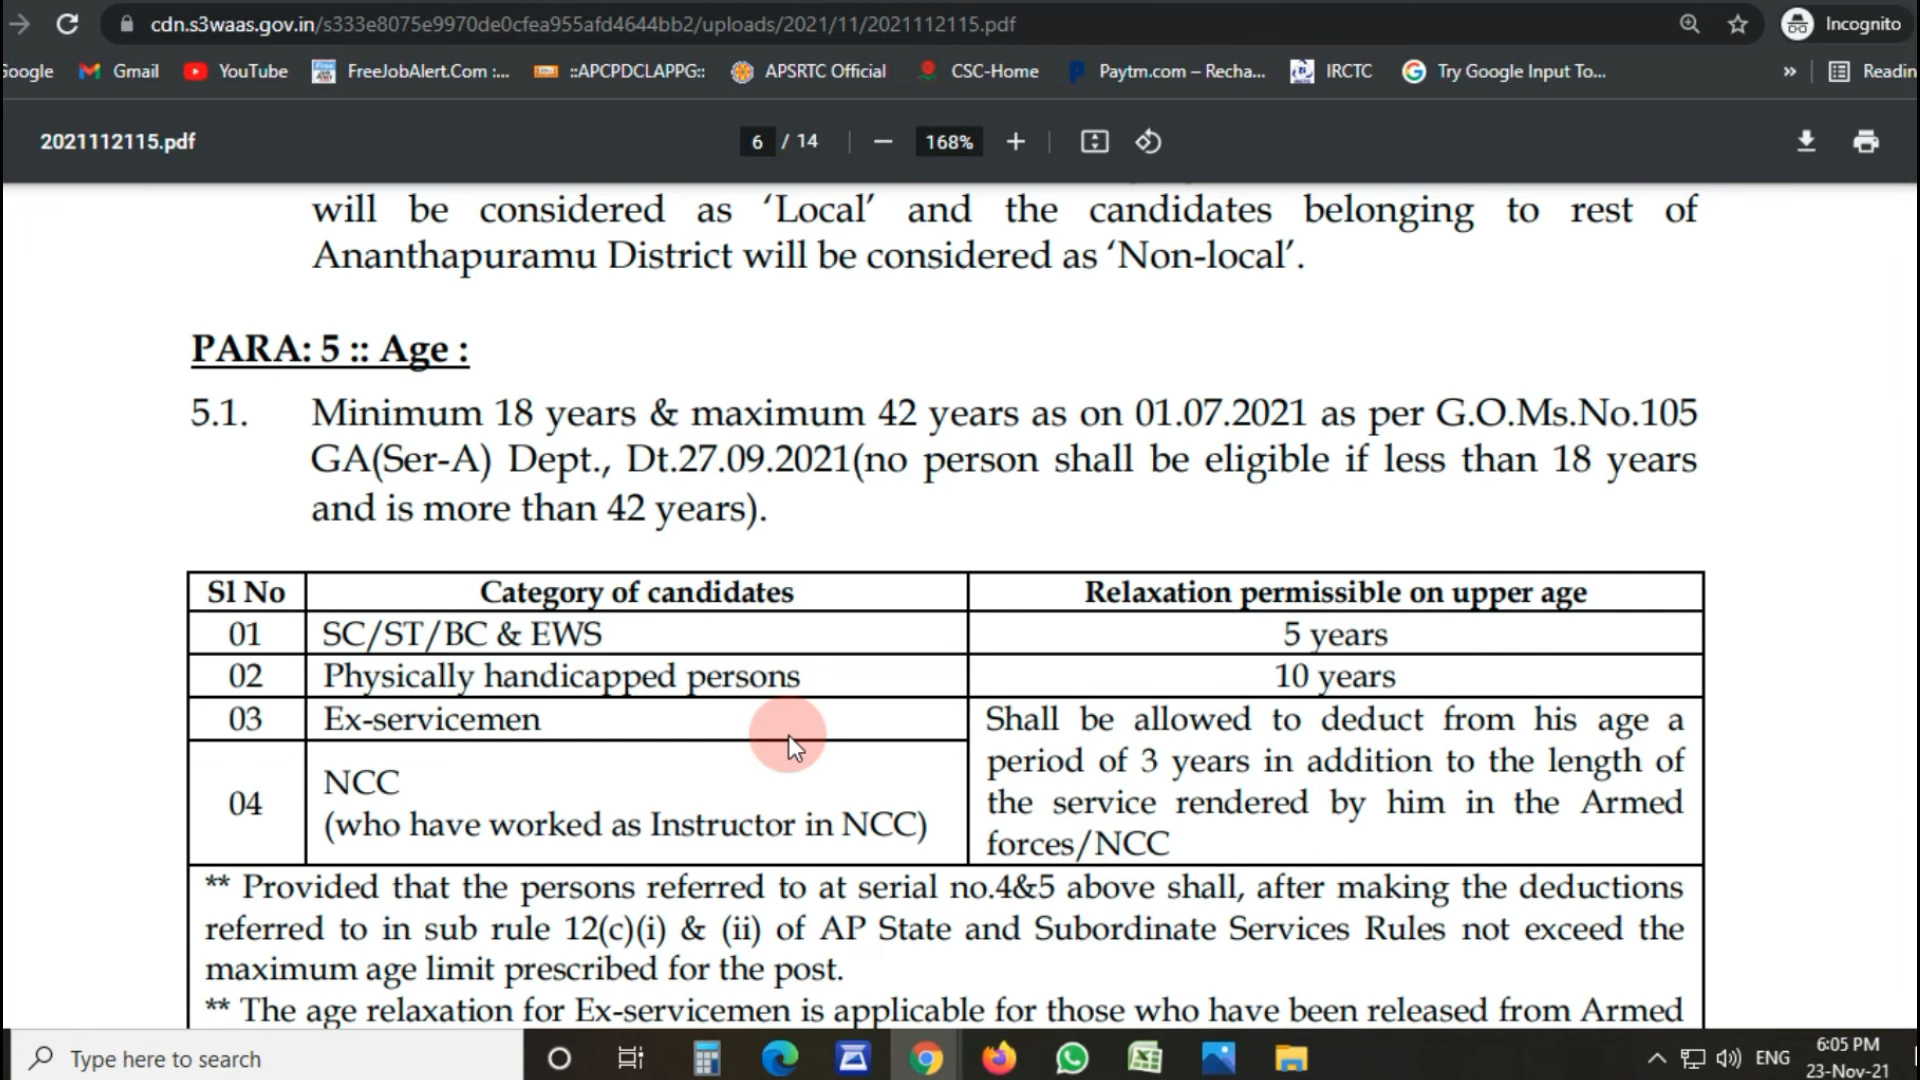 cdn.s3waas.gov.in/s333e8075e9970de0cfea955afd4644bb2/uploads/2021/11/2021112115.pdf
Incognito
Google Gmail YouTube FreeJobAlert.Com :... ::APCPDCLAPPG:: APSRTC Official CSC-Home Paytm.com – Recha... IRCTC Try Google Input To... » Readin
2021112115.pdf 6 / 14 — 168% +
will be considered as ‘Local’ and the candidates belonging to rest of
Ananthapuramu District will be considered as ‘Non-local’.
PARA: 5 :: Age :
5.1. Minimum 18 years & maximum 42 years as on 01.07.2021 as per G.O.Ms.No.105
GA(Ser-A) Dept., Dt.27.09.2021(no person shall be eligible if less than 18 years
and is more than 42 years).
Sl No Category of candidates Relaxation permissible on upper age
01 SC/ST/BC & EWS 5 years
02 Physically handicapped persons 10 years
03 Ex-servicemen
04 NCC
(who have worked as Instructor in NCC)
Shall be allowed to deduct from his age a
period of 3 years in addition to the length of
the service rendered by him in the Armed
forces/NCC
** Provided that the persons referred to at serial no.4&5 above shall, after making the deductions
referred to in sub rule 12(c)(i) & (ii) of AP State and Subordinate Services Rules not exceed the
maximum age limit prescribed for the post.
** The age relaxation for Ex-servicemen is applicable for those who have been released from Armed
Type here to search
ENG
6:05 PM
23-Nov-21